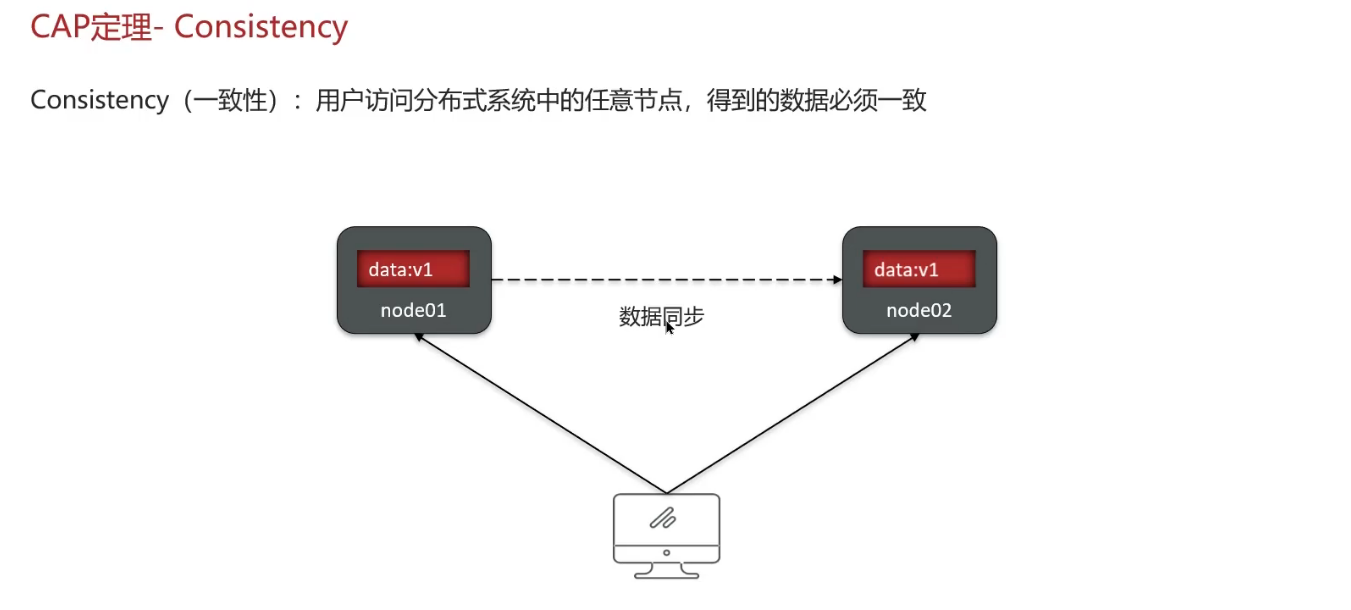 CAP定理- Consistency
Consistency（一致性）：用户访问分布式系统中的任意节点，得到的数据必须一致
data:v1
node01
数据同步
data:v1
node02